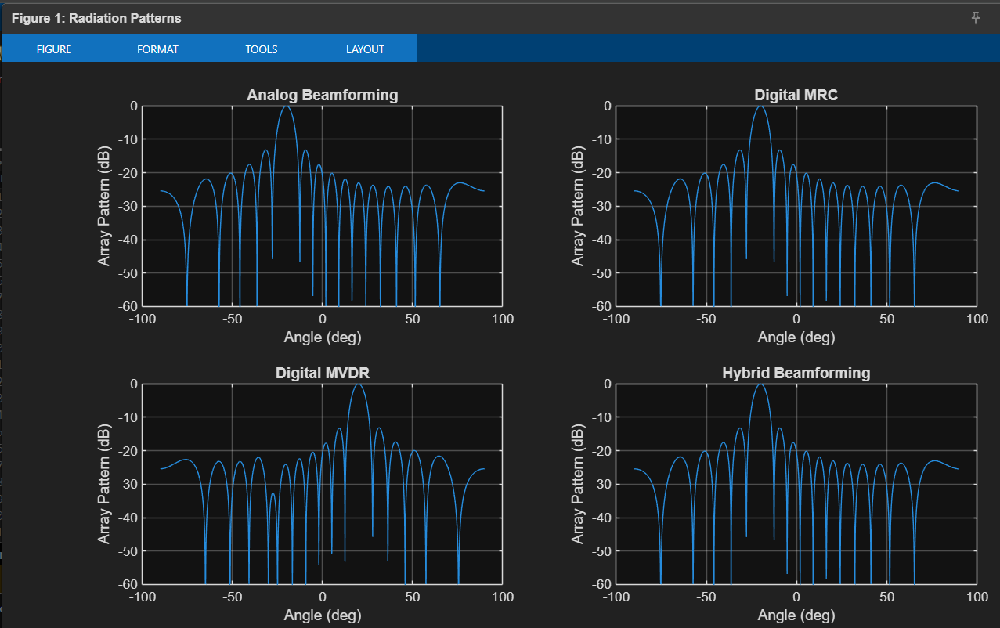 Figure 1: Radiation Patterns
FIGURE FORMAT TOOLS LAYOUT
Analog Beamforming
0
-10
-20
-30
-40
-50
-60
Array Pattern (dB)
-100 -50 0 50 100
Angle (deg)
Digital MRC
0
-10
-20
-30
-40
-50
-60
Array Pattern (dB)
-100 -50 0 50 100
Angle (deg)
Digital MVDR
0
-10
-20
-30
-40
-50
-60
Array Pattern (dB)
-100 -50 0 50 100
Angle (deg)
Hybrid Beamforming
0
-10
-20
-30
-40
-50
-60
Array Pattern (dB)
-100 -50 0 50 100
Angle (deg)